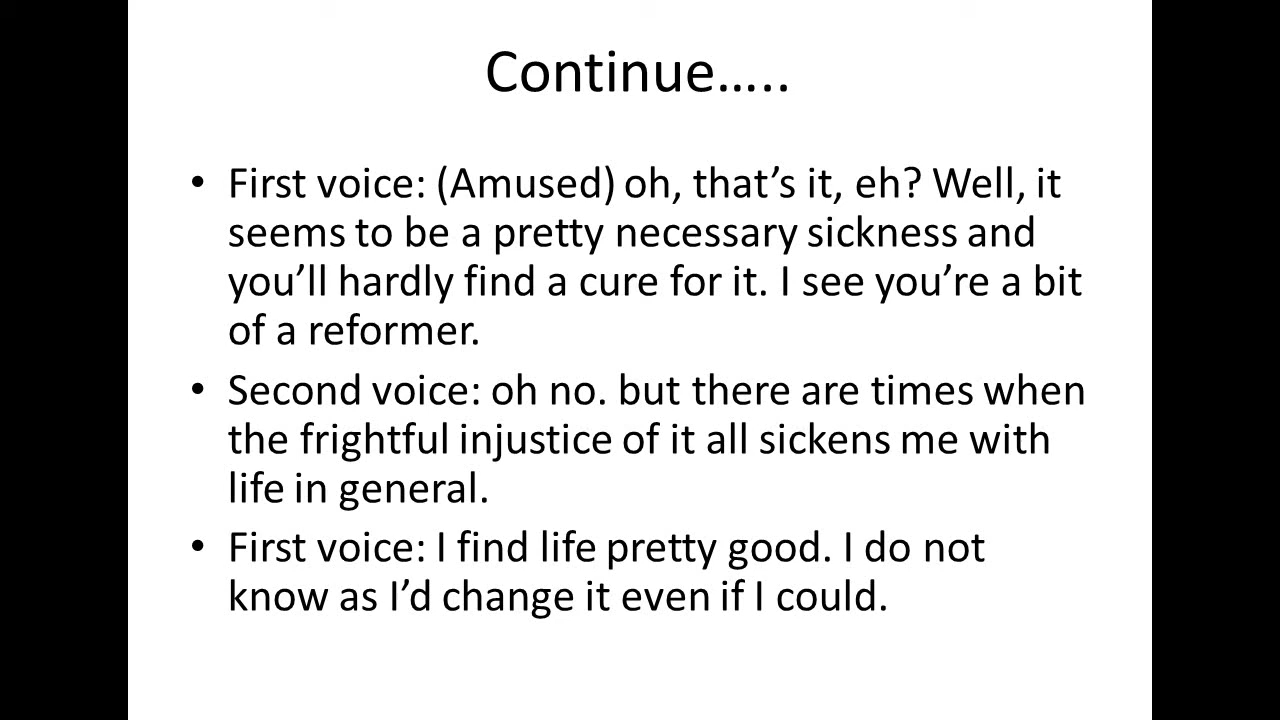 Continue…..
• First voice: (Amused) oh, that’s it, eh? Well, it
seems to be a pretty necessary sickness and
you’ll hardly find a cure for it. I see you’re a bit
of a reformer.
• Second voice: oh no. but there are times when
the frightful injustice of it all sickens me with
life in general.
• First voice: I find life pretty good. I do not
know as I’d change it even if I could.